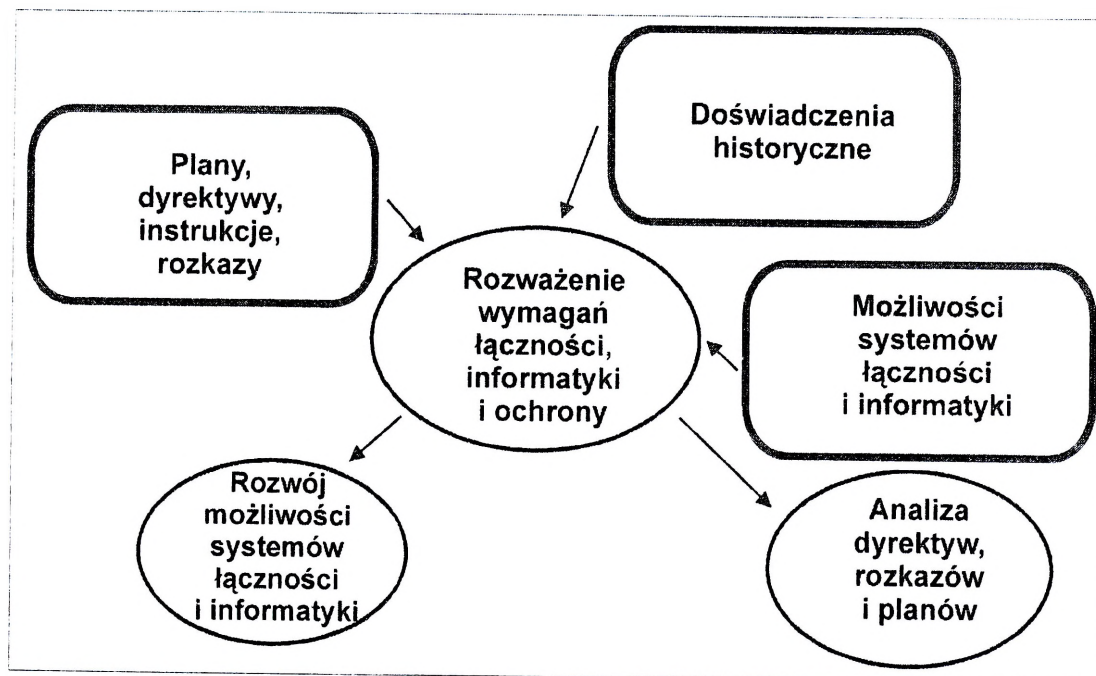 Doświadczenia
historyczne
Plany,
dyrektywy,
instrukcje,
rozkazy
Rozważenie
wymagań
łączności,
informatyki
i ochrony
Możliwości
systemów
łączności
i informatyki
Rozwój
możliwości
systemów
łączności
i informatyki
Analiza
dyrektyw,
rozkazów
i planów